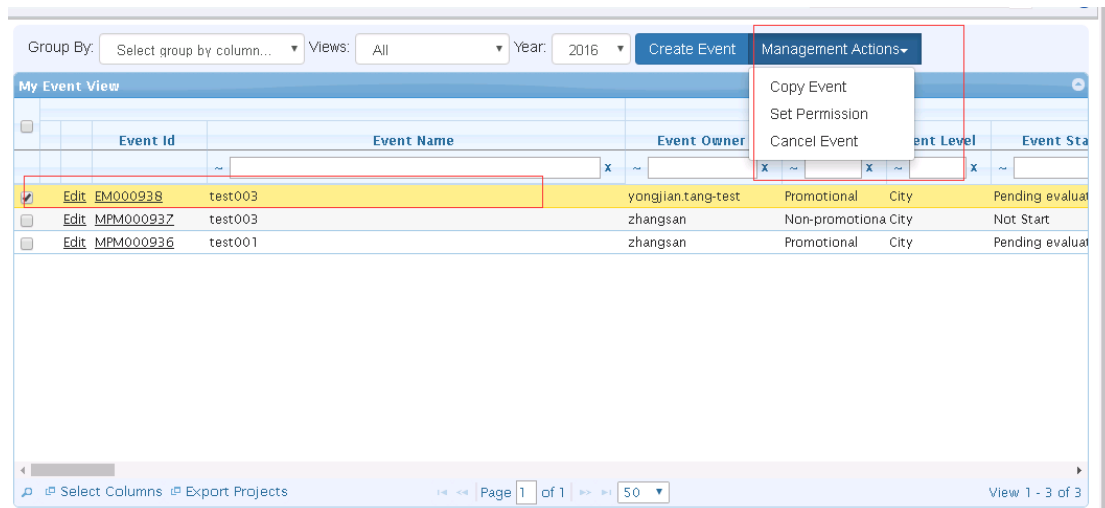 Group By: Select group by column... Views: All Year: 2016 Create Event Management Actions
My Event View
Copy Event
Set Permission
Cancel Event
Event Id Event Name Event Owner ent Level Event Sta
~ x ~ x ~ x ~ x ~
Edit EM000938 test003 yongjian.tang-test Promotional City Pending evaluat
Edit MPM000937 test003 zhangsan Non-promotiona City Not Start
Edit MPM000936 test001 zhangsan Promotional City Pending evaluat
Select Columns Export Projects Page 1 of 1 50 View 1 - 3 of 3